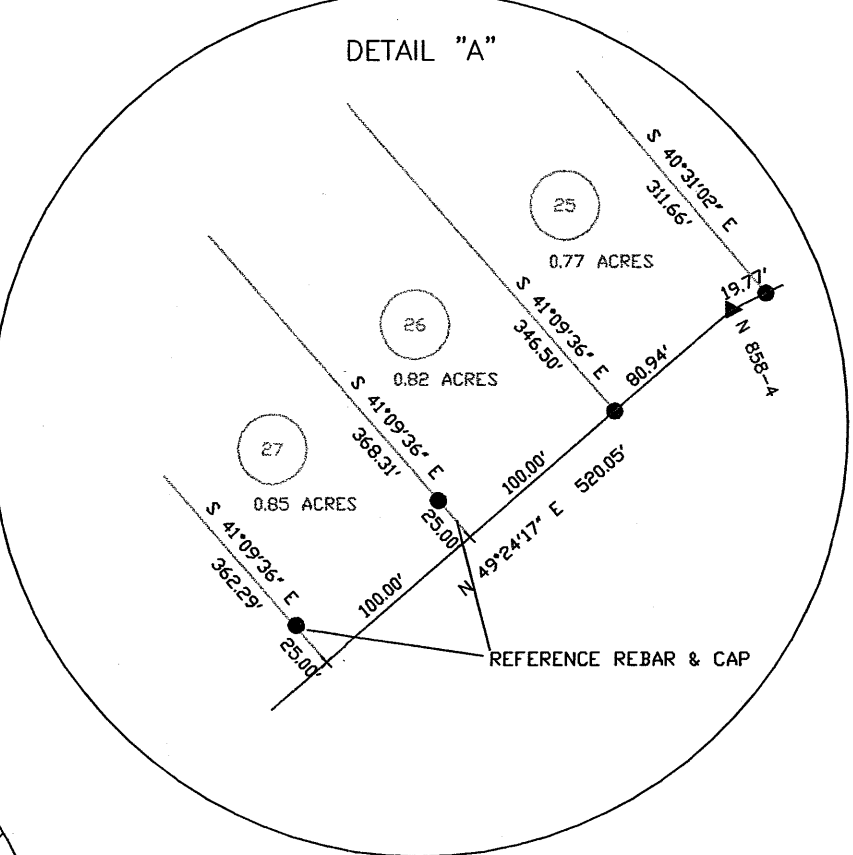 DETAIL "A"
S 40°31'02" E
311.66'
25
0.77 ACRES
19.77'
N 858-4
S 41°09'36" E
346.50'
80.94'
26
0.82 ACRES
S 41°09'36" E
368.31'
25.00'
100.00'
N 49°24'17" E 520.05'
27
0.85 ACRES
S 41°09'36" E
362.29'
25.00'
100.00'
REFERENCE REBAR & CAP